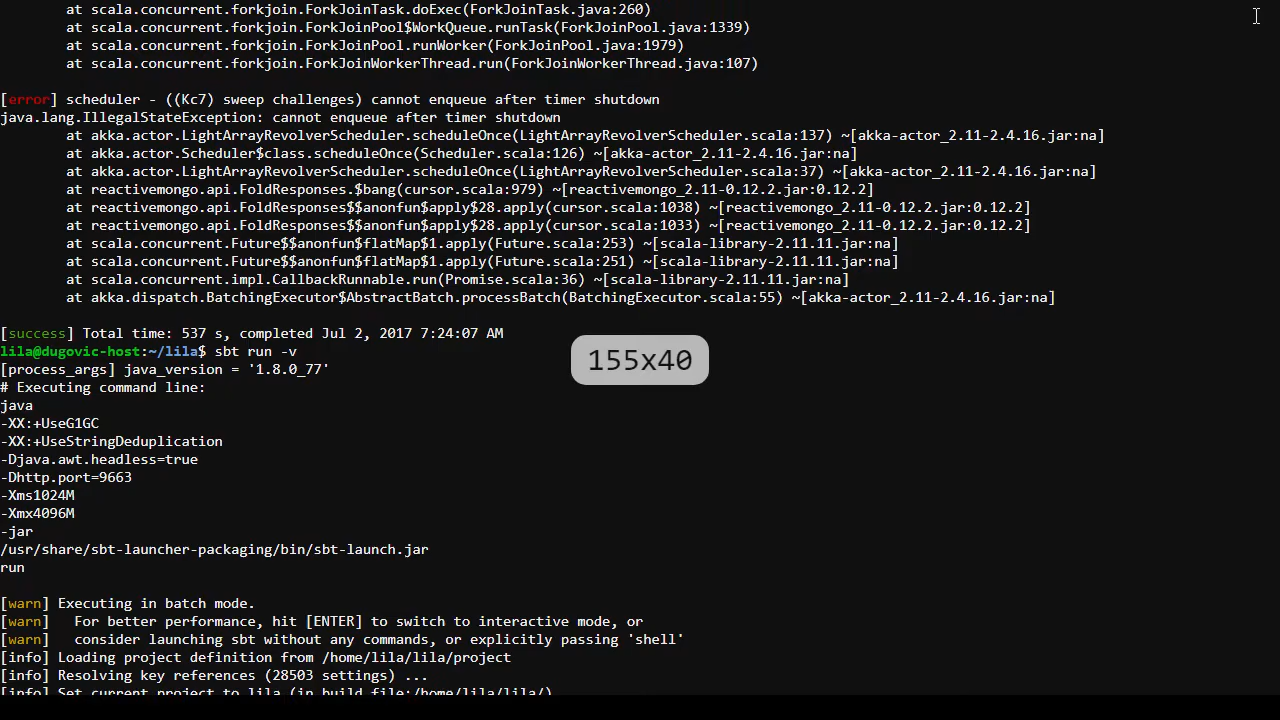 at scala.concurrent.forkjoin.ForkJoinTask.doExec(ForkJoinTask.java:260)
at scala.concurrent.forkjoin.ForkJoinPool$WorkQueue.runTask(ForkJoinPool.java:1339)
at scala.concurrent.forkjoin.ForkJoinPool.runWorker(ForkJoinPool.java:1979)
at scala.concurrent.forkjoin.ForkJoinWorkerThread.run(ForkJoinWorkerThread.java:107)
[error] scheduler - ((Kc7) sweep challenges) cannot enqueue after timer shutdown
java.lang.IllegalStateException: cannot enqueue after timer shutdown
at akka.actor.LightArrayRevolverScheduler.scheduleOnce(LightArrayRevolverScheduler.scala:137) ~[akka-actor_2.11-2.4.16.jar:na]
at akka.actor.Scheduler$class.scheduleOnce(Scheduler.scala:126) ~[akka-actor_2.11-2.4.16.jar:na]
at akka.actor.LightArrayRevolverScheduler.scheduleOnce(LightArrayRevolverScheduler.scala:37) ~[akka-actor_2.11-2.4.16.jar:na]
at reactivemongo.api.FoldResponses.$bang(cursor.scala:979) ~[reactivemongo_2.11-0.12.2.jar:0.12.2]
at reactivemongo.api.FoldResponses$$anonfun$apply$28.apply(cursor.scala:1038) ~[reactivemongo_2.11-0.12.2.jar:0.12.2]
at reactivemongo.api.FoldResponses$$anonfun$apply$28.apply(cursor.scala:1033) ~[reactivemongo_2.11-0.12.2.jar:0.12.2]
at scala.concurrent.Future$$anonfun$flatMap$1.apply(Future.scala:253) ~[scala-library-2.11.11.jar:na]
at scala.concurrent.Future$$anonfun$flatMap$1.apply(Future.scala:251) ~[scala-library-2.11.11.jar:na]
at scala.concurrent.impl.CallbackRunnable.run(Promise.scala:36) ~[scala-library-2.11.11.jar:na]
at akka.dispatch.BatchingExecutor$AbstractBatch.processBatch(BatchingExecutor.scala:55) ~[akka-actor_2.11-2.4.16.jar:na]
[success] Total time: 537 s, completed Jul 2, 2017 7:24:07 AM
lila@dugovic-host:~/lila$ sbt run -v
155x40
[process_args] java_version = '1.8.0_77'
# Executing command line:
java
-XX:+UseG1GC
-XX:+UseStringDeduplication
-Djava.awt.headless=true
-Dhttp.port=9663
-Xms1024M
-Xmx4096M
-jar
/usr/share/sbt-launcher-packaging/bin/sbt-launch.jar
run
[warn] Executing in batch mode.
[warn]   For better performance, hit [ENTER] to switch to interactive mode, or
[warn]   consider launching sbt without any commands, or explicitly passing 'shell'
[info] Loading project definition from /home/lila/lila/project
[info] Resolving key references (28503 settings) ...
[info] Set current project to lila (in build file:/home/lila/lila/)